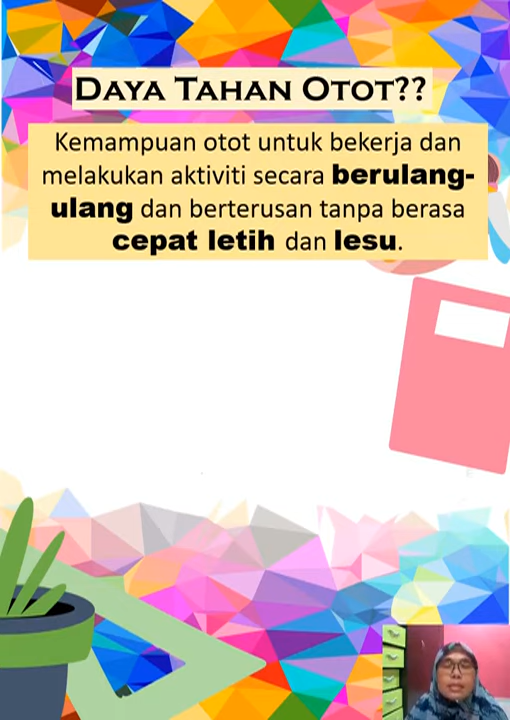 DAYA TAHAN OTOT??
Kemampuan otot untuk bekerja dan
melakukan aktiviti secara berulang-
ulang dan berterusan tanpa berasa
cepat letih dan lesu.